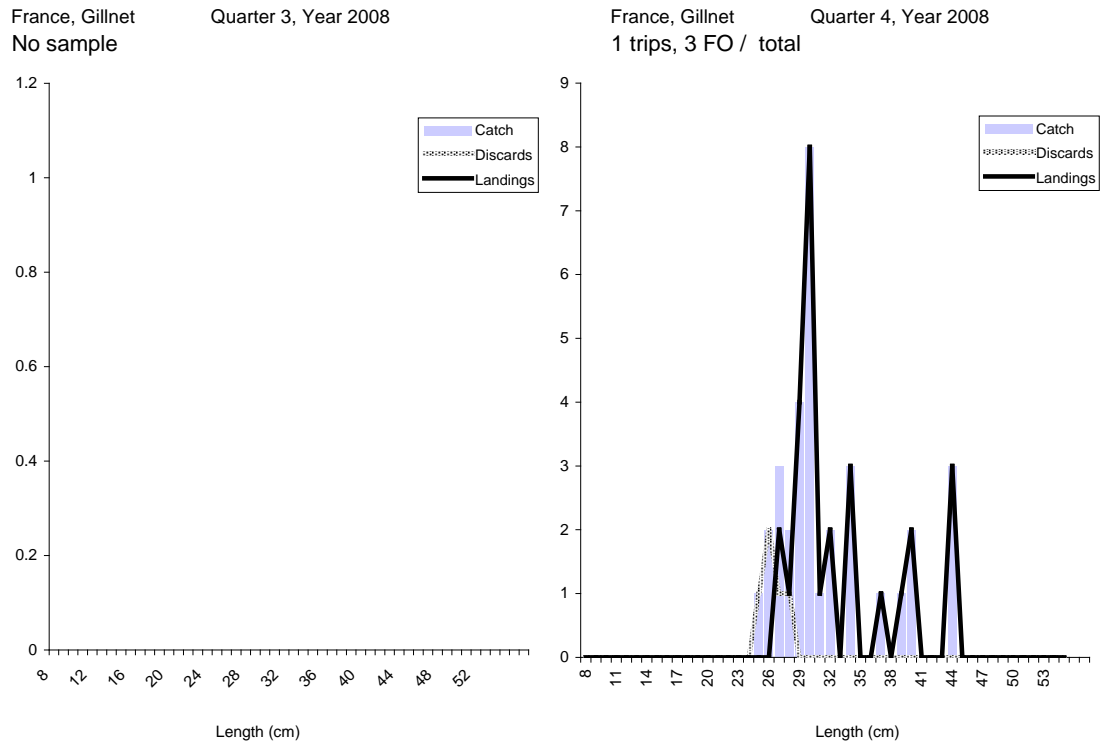 France, Gillnet Quarter 3, Year 2008
No sample
1.2
1
0.8
0.6
0.4
0.2
0
Catch
Discards
Landings
8 12 16 20 24 28 32 36 40 44 48 52
Length (cm)
France, Gillnet Quarter 4, Year 2008
1 trips, 3 FO / total
9
8
7
6
5
4
3
2
1
0
Catch
Discards
Landings
8 11 14 17 20 23 26 29 32 35 38 41 44 47 50 53
Length (cm)